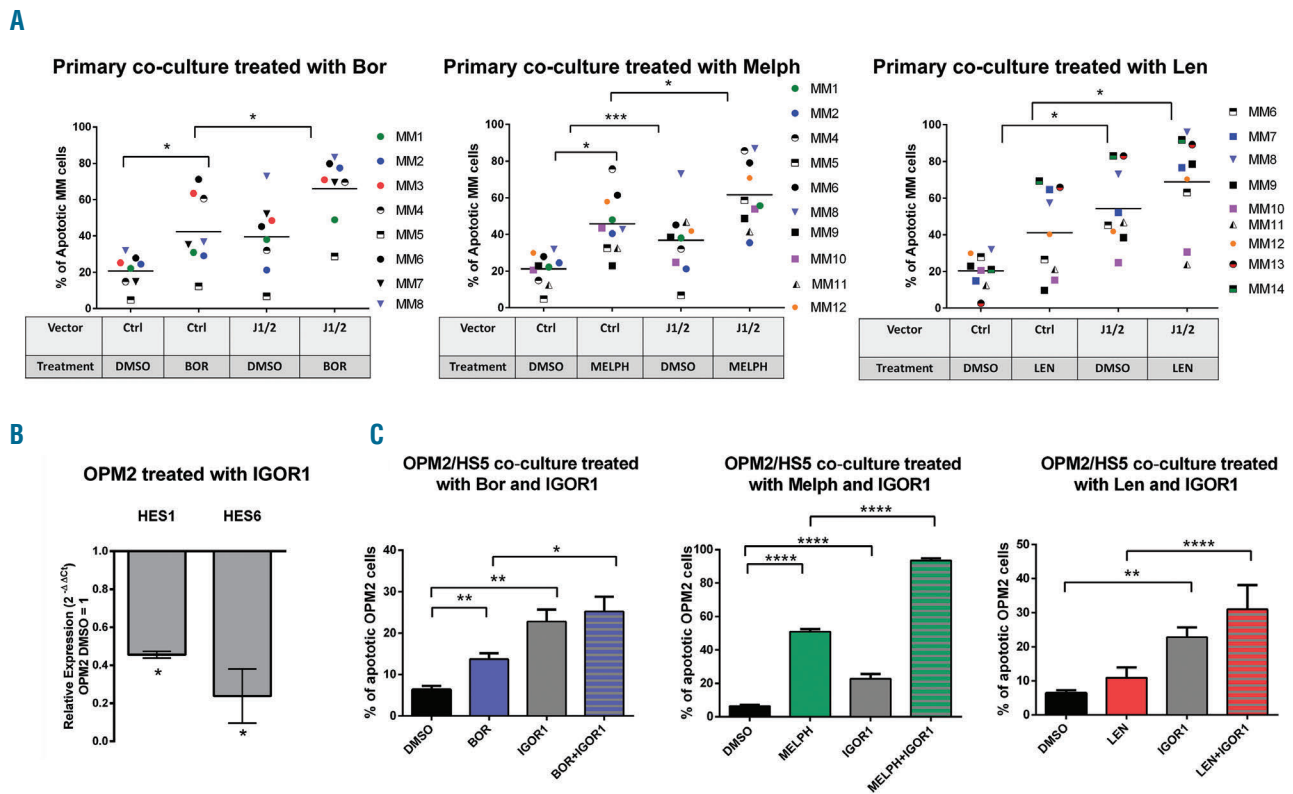 A
Primary co-culture treated with Bor
% of Apoptotic MM cells
100
80
60
40
20
0
*
*
MM1
MM2
MM3
MM4
MM5
MM6
MM7
MM8
Vector Ctrl Ctrl J1/2 J1/2
Treatment DMSO BOR DMSO BOR
Primary co-culture treated with Melph
% of Apoptotic MM cells
100
80
60
40
20
0
*
***
*
MM1
MM2
MM4
MM5
MM6
MM8
MM9
MM10
MM11
MM12
Vector Ctrl Ctrl J1/2 J1/2
Treatment DMSO MELPH DMSO MELPH
Primary co-culture treated with Len
% of Apoptotic MM cells
100
80
60
40
20
0
*
*
MM6
MM7
MM8
MM9
MM10
MM11
MM12
MM13
MM14
Vector Ctrl Ctrl J1/2 J1/2
Treatment DMSO LEN DMSO LEN
B
OPM2 treated with IGOR1
HES1 HES6
Relative Expression (2 -Δ ΔCt)
OPM2 DMSO = 1
1.0
0.8
0.6
0.4
0.2
0.0
*
*
C
OPM2/HS5 co-culture treated
with Bor and IGOR1
% of apototic OPM2 cells
40
30
20
10
0
*
**
**
DMSO
BOR
IGOR1
BOR+IGOR1
OPM2/HS5 co-culture treated
with Melph and IGOR1
% of apototic OPM2 cells
100
80
60
40
20
0
****
****
****
DMSO
MELPH
IGOR1
MELPH+IGOR1
OPM2/HS5 co-culture treated
with Len and IGOR1
% of apototic OPM2 cells
50
40
30
20
10
0
****
**
DMSO
LEN
IGOR1
LEN+IGOR1